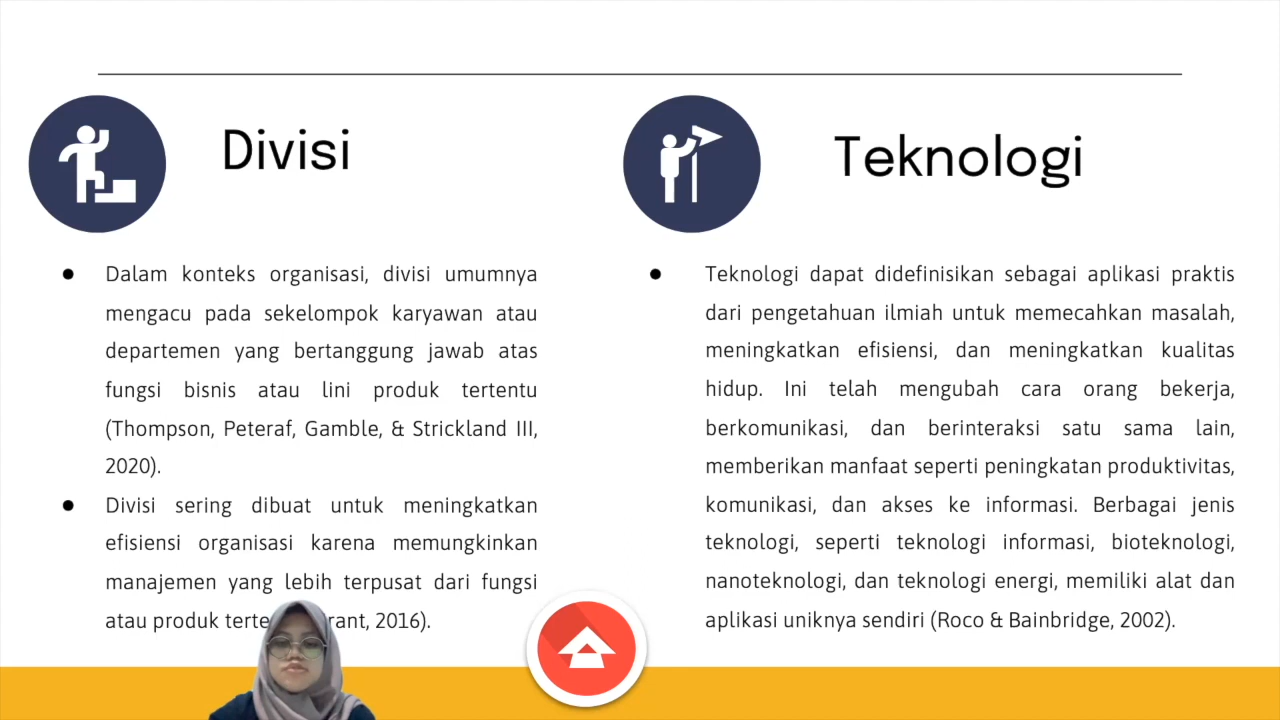 Divisi
Dalam konteks organisasi, divisi umumnya
mengacu pada sekelompok karyawan atau
departemen yang bertanggung jawab atas
fungsi bisnis atau lini produk tertentu
(Thompson, Peteraf, Gamble, & Strickland III,
2020).
Divisi sering dibuat untuk meningkatkan
efisiensi organisasi karena memungkinkan
manajemen yang lebih terpusat dari fungsi
atau produk 2016).
Teknologi
Teknologi dapat didefinisikan sebagai aplikasi praktis
dari pengetahuan ilmiah untuk memecahkan masalah,
meningkatkan efisiensi, dan meningkatkan kualitas
hidup. Ini telah mengubah cara orang bekerja,
berkomunikasi, dan berinteraksi satu sama lain,
memberikan manfaat seperti peningkatan produktivitas,
komunikasi, dan akses ke informasi. Berbagai jenis
teknologi, seperti teknologi informasi, bioteknologi,
nanoteknologi, dan teknologi energi, memiliki alat dan
aplikasi uniknya sendiri (Roco & Bainbridge, 2002).